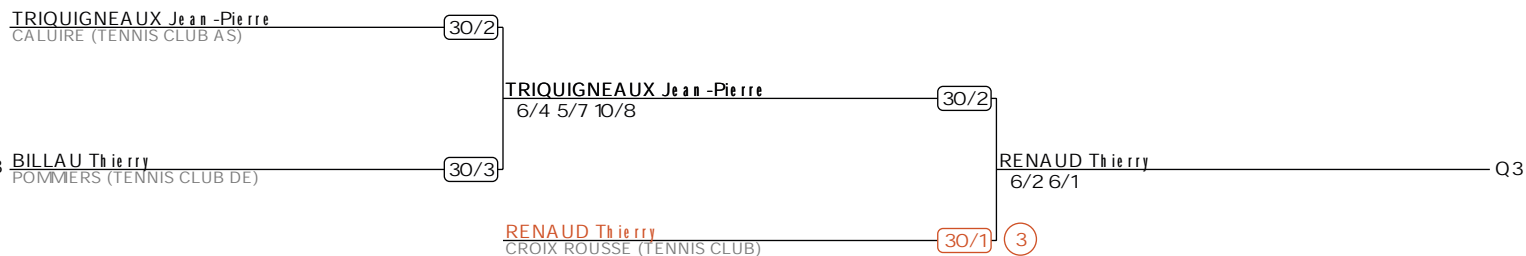 TRIQUIGNEAUX Jean-Pierre
30/2
CALUIRE (TENNIS CLUB AS)
TRIQUIGNEAUX Jean-Pierre
30/2
6/4 5/7 10/8
BILLAU Thierry
30/3
POMMIERS (TENNIS CLUB DE)
RENAUD Thierry
Q3
6/2 6/1
RENAUD Thierry
30/1
3
CROIX ROUSSE (TENNIS CLUB)